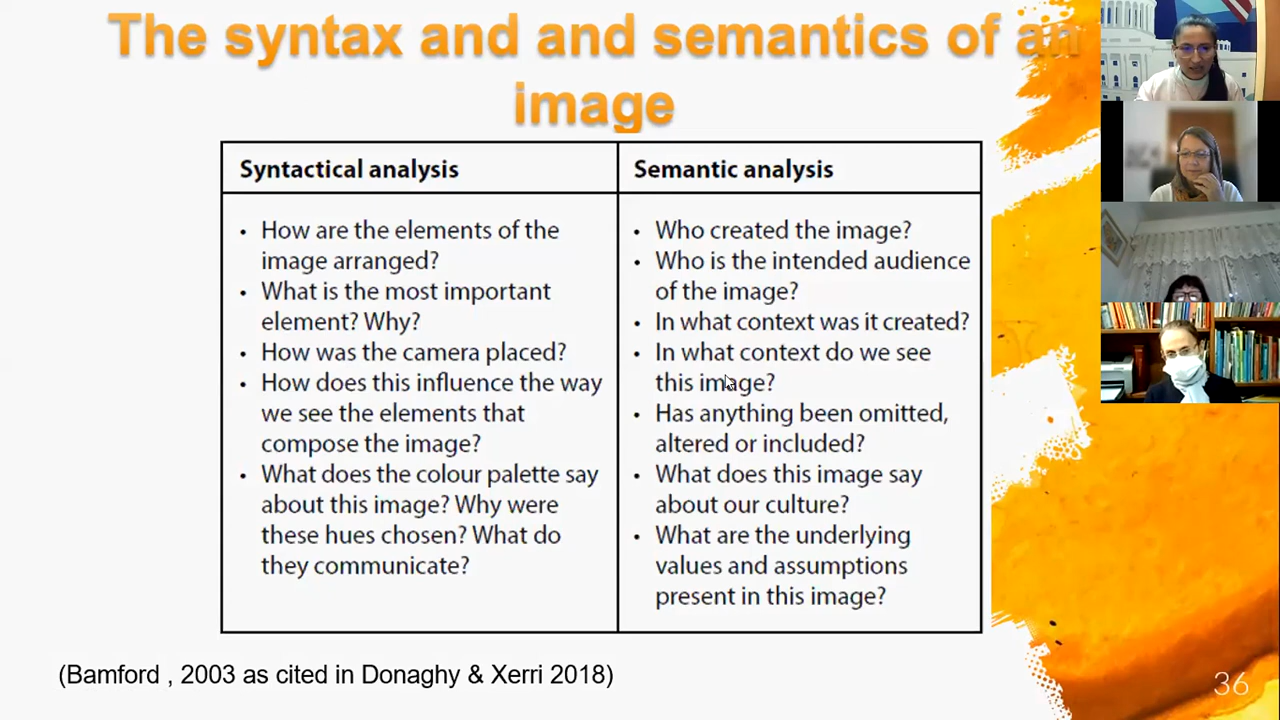 The syntax and and semantics of an
image
Syntactical analysis
• How are the elements of the
image arranged?
• What is the most important
element? Why?
• How was the camera placed?
• How does this influence the way
we see the elements that
compose the image?
• What does the colour palette say
about this image? Why were
these hues chosen? What do
they communicate?
Semantic analysis
• Who created the image?
• Who is the intended audience
of the image?
• In what context was it created?
• In what context do we see
this image?
• Has anything been omitted,
altered or included?
• What does this image say
about our culture?
• What are the underlying
values and assumptions
present in this image?
(Bamford , 2003 as cited in Donaghy & Xerri 2018)
36